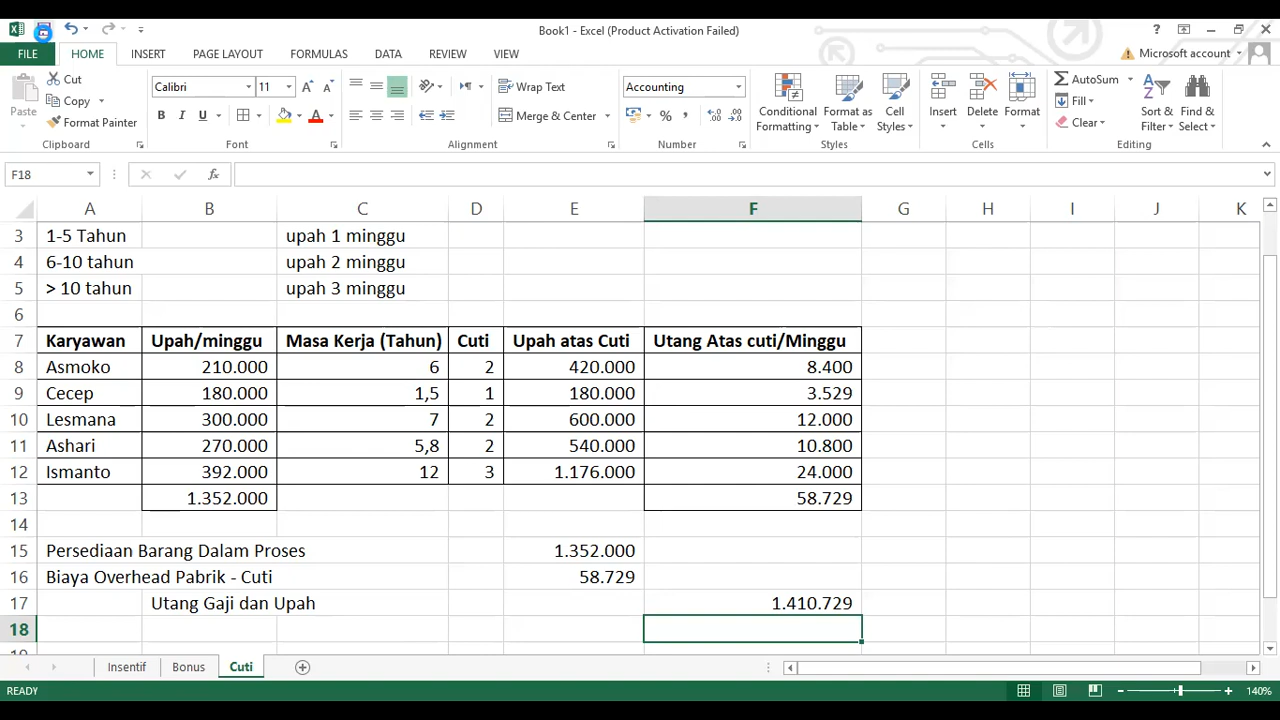 Book1 - Excel (Product Activation Failed)
FILE HOME INSERT PAGE LAYOUT FORMULAS DATA REVIEW VIEW Microsoft account
Paste Cut Copy Format Painter Clipboard
Calibri 11 B I U A Font
Wrap Text Merge & Center Alignment
Accounting % Number
Conditional Formatting Format as Table Cell Styles Styles
Insert Delete Format Cells
AutoSum Fill Clear Sort & Filter Find & Select Editing
F18 fx
A B C D E F G H I J K
3 1-5 Tahun upah 1 minggu
4 6-10 tahun upah 2 minggu
5 > 10 tahun upah 3 minggu
6
7 Karyawan Upah/minggu Masa Kerja (Tahun) Cuti Upah atas Cuti Utang Atas cuti/Minggu
8 Asmoko 210.000 6 2 420.000 8.400
9 Cecep 180.000 1,5 1 180.000 3.529
10 Lesmana 300.000 7 2 600.000 12.000
11 Ashari 270.000 5,8 2 540.000 10.800
12 Ismanto 392.000 12 3 1.176.000 24.000
13 1.352.000 58.729
14
15 Persediaan Barang Dalam Proses 1.352.000
16 Biaya Overhead Pabrik - Cuti 58.729
17 Utang Gaji dan Upah 1.410.729
18
Insentif Bonus Cuti
READY 140%